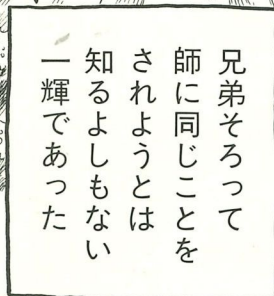 兄弟そろって
師に同じことを
されようとは
知るよしもない
一輝であった